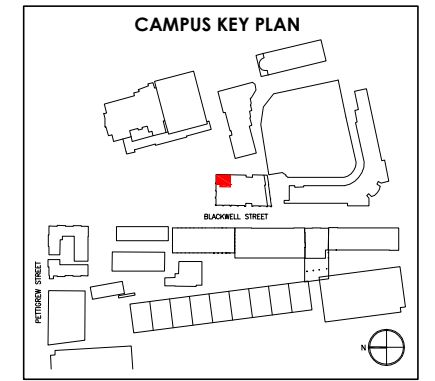 CAMPUS KEY PLAN
BLACKWELL STREET
PETTIGREW STREET
N